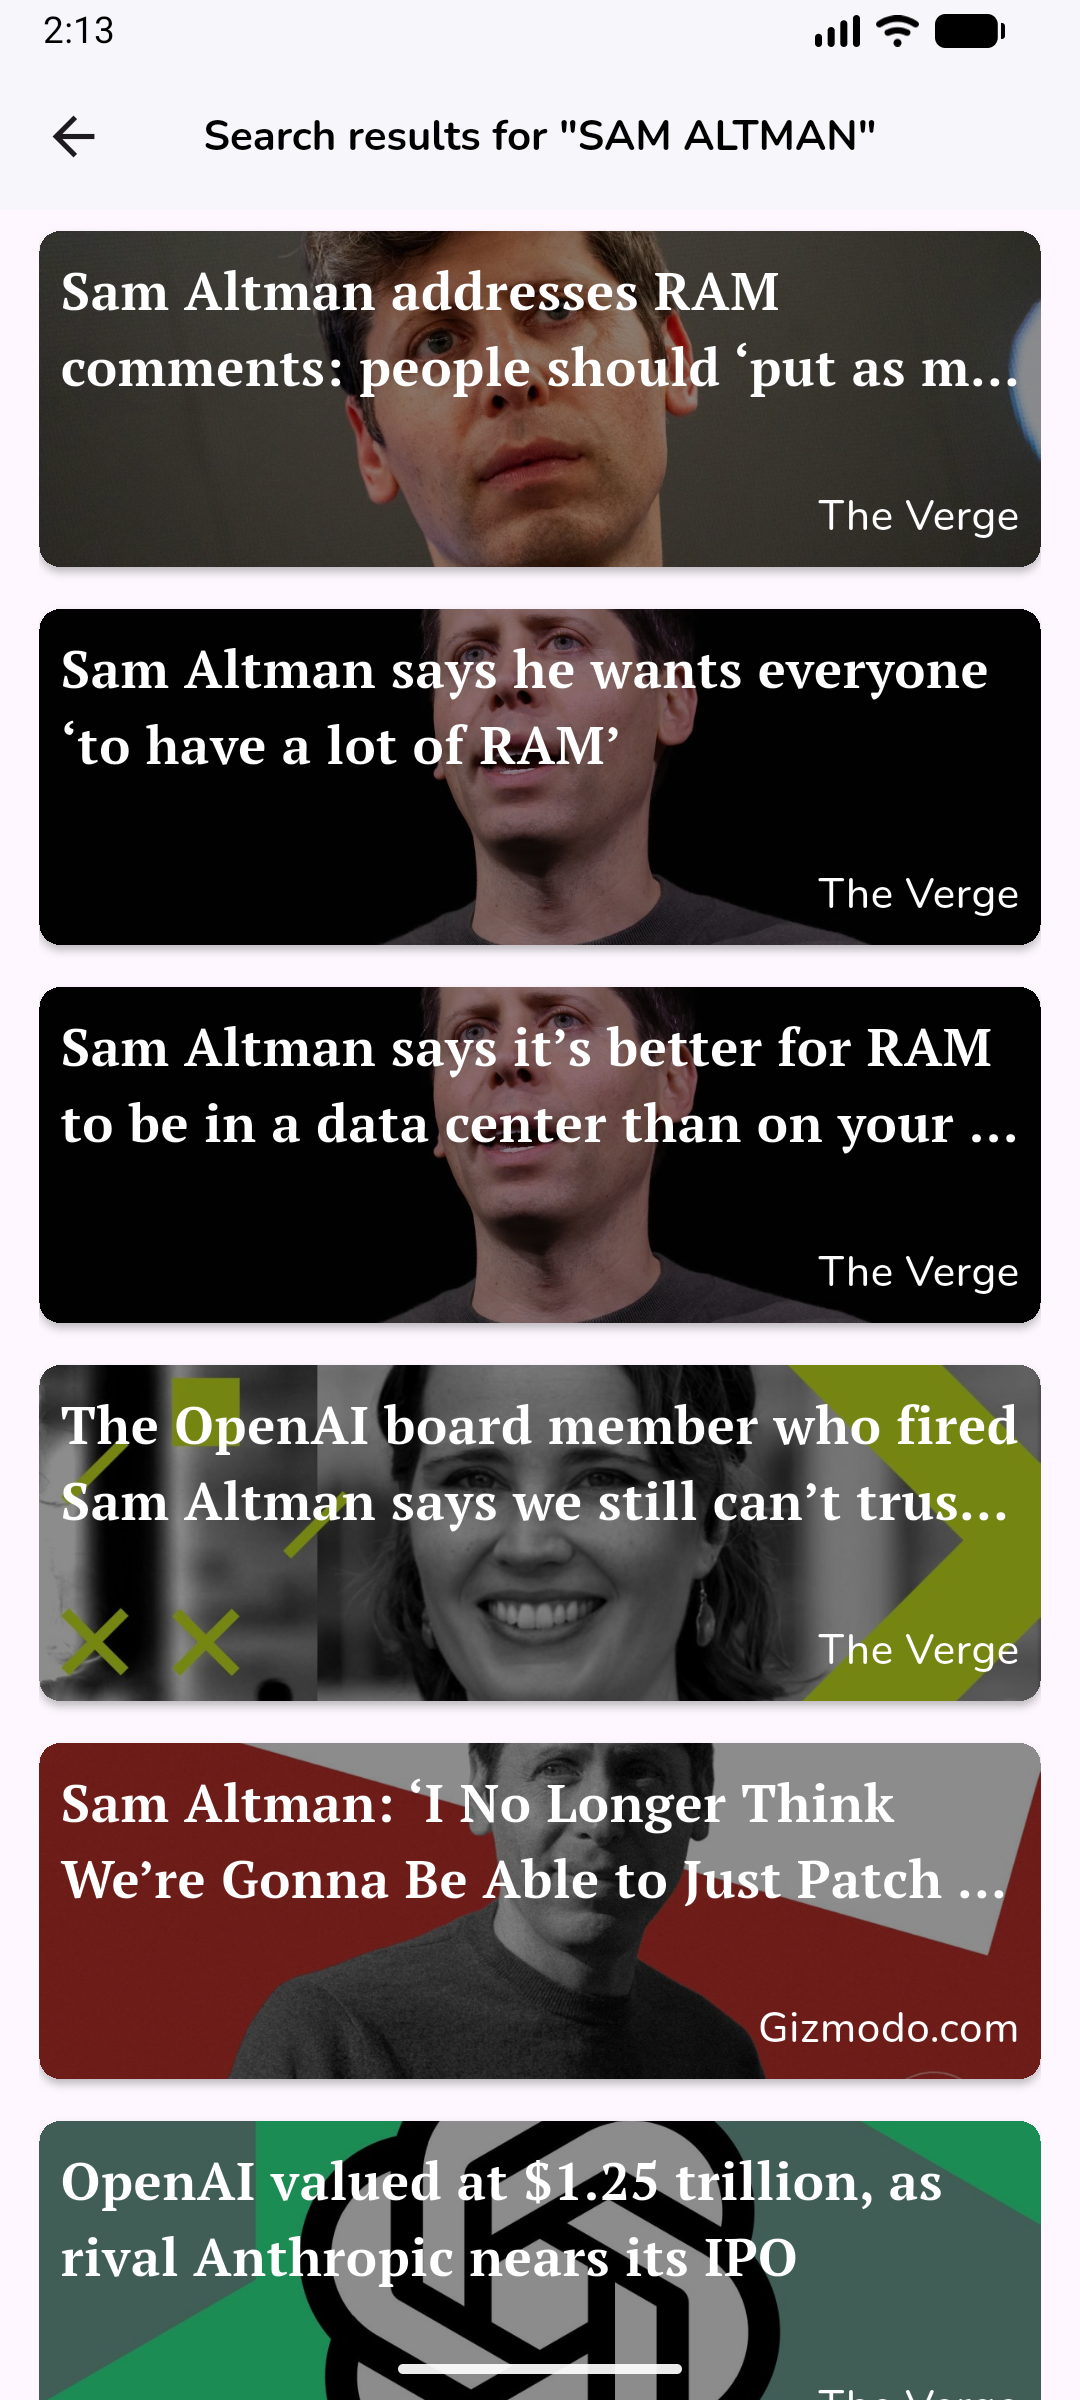 2:13
Search results for "SAM ALTMAN"
Sam Altman addresses RAM
comments: people should ‘put as m...
The Verge
Sam Altman says he wants everyone
‘to have a lot of RAM’
The Verge
Sam Altman says it’s better for RAM
to be in a data center than on your ...
The Verge
The OpenAI board member who fired
Sam Altman says we still can’t trus...
The Verge
Sam Altman: ‘I No Longer Think
We’re Gonna Be Able to Just Patch ...
Gizmodo.com
OpenAI valued at $1.25 trillion, as
rival Anthropic nears its IPO
The Verge